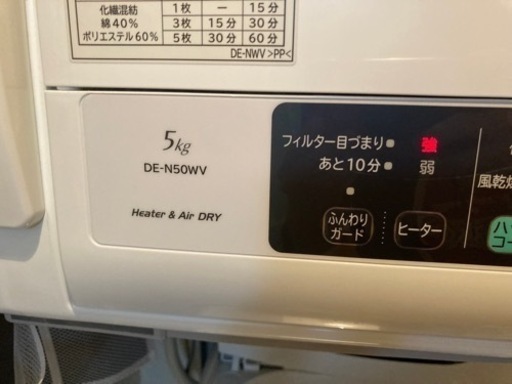 化繊混紡 1枚 ー 15分
綿40% 3枚 15分 30分
ポリエステル60% 5枚 30分 60分
DE-NWV >PP<
5kg
DE-N50WV
Heater & Air DRY
フィルター目づまり
強
あと10分
弱
ふんわり
ガード
ヒーター
風乾燥